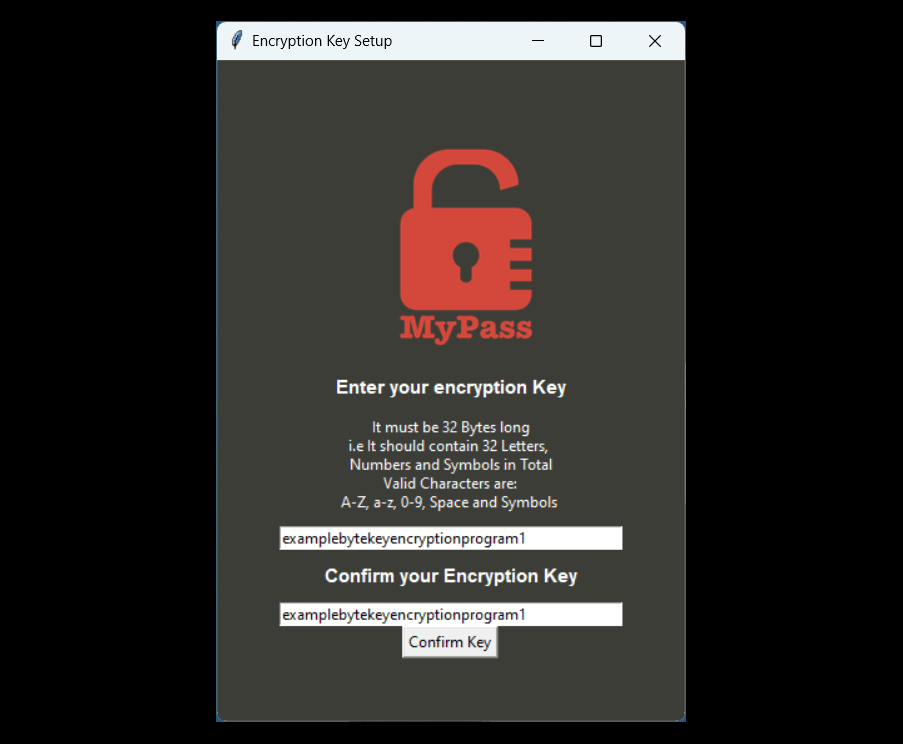 Encryption Key Setup
MyPass
Enter your encryption Key
It must be 32 Bytes long
i.e It should contain 32 Letters,
Numbers and Symbols in Total
Valid Characters are:
A-Z, a-z, 0-9, Space and Symbols
examplebytekeyencryptionprogram1
Confirm your Encryption Key
examplebytekeyencryptionprogram1
Confirm Key